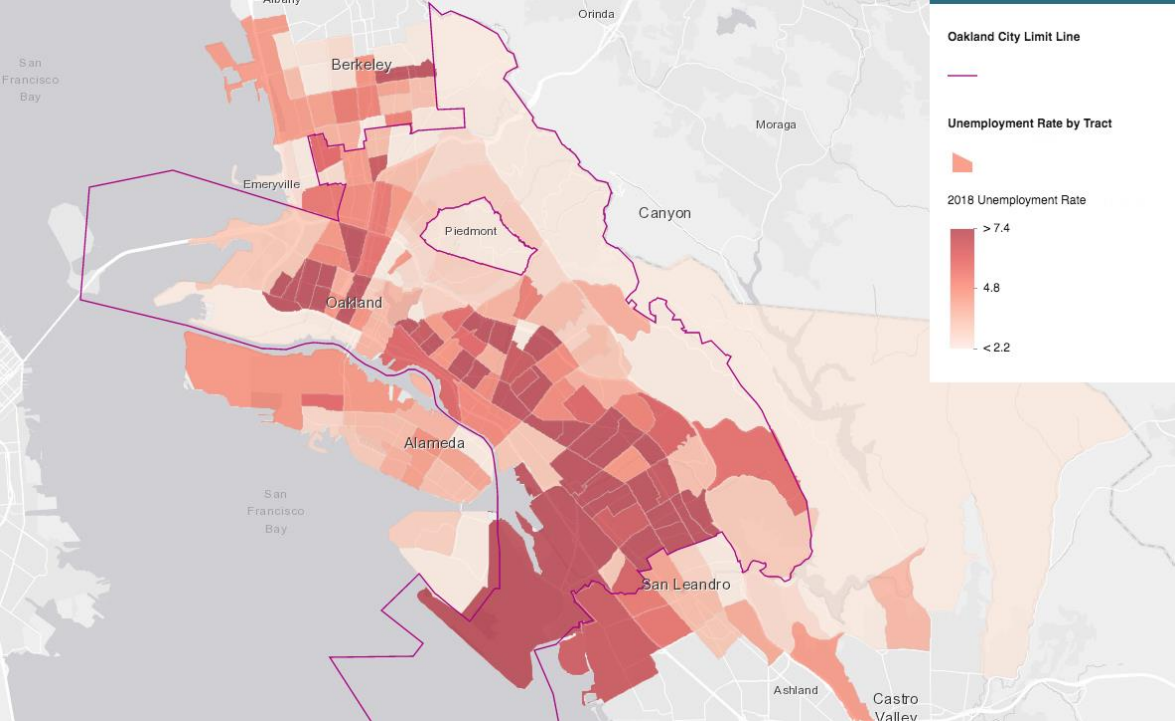 Albany
Orinda
San
Francisco
Bay
Berkeley
Moraga
Emeryville
Canyon
Piedmont
Oakland
Alameda
San
Francisco
Bay
San Leandro
Ashland
Castro
Valley
Oakland City Limit Line
Unemployment Rate by Tract
2018 Unemployment Rate
> 7.4
4.8
< 2.2